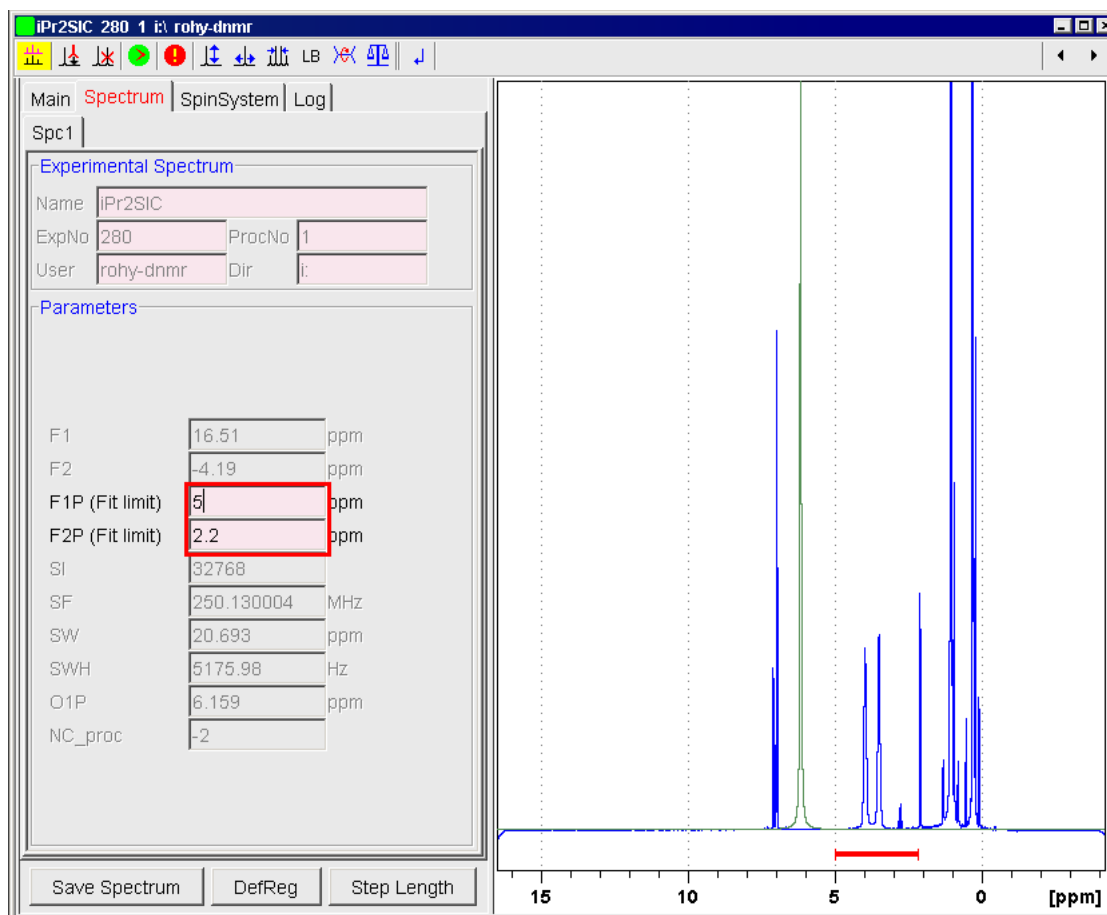 iPr2SIC 280 1 i:\ rohy-dnmr
LB
Main Spectrum SpinSystem Log
Spc1
Experimental Spectrum
Name iPr2SIC
ExpNo 280 ProcNo 1
User rohy-dnmr Dir i:
Parameters
F1 16.51 ppm
F2 -4.19 ppm
F1P (Fit limit) 5 ppm
F2P (Fit limit) 2.2 ppm
SI 32768
SF 250.130004 MHz
SW 20.693 ppm
SWH 5175.98 Hz
O1P 6.159 ppm
NC_proc -2
Save Spectrum DefReg Step Length
15 10 5 0 [ppm]